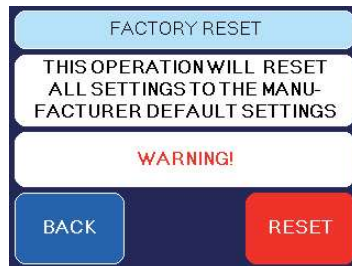 FACTORY RESET
THIS OPERATION WILL RESET
ALL SETTINGS TO THE MANU-
FACTURER DEFAULT SETTINGS
WARNING!
BACK
RESET